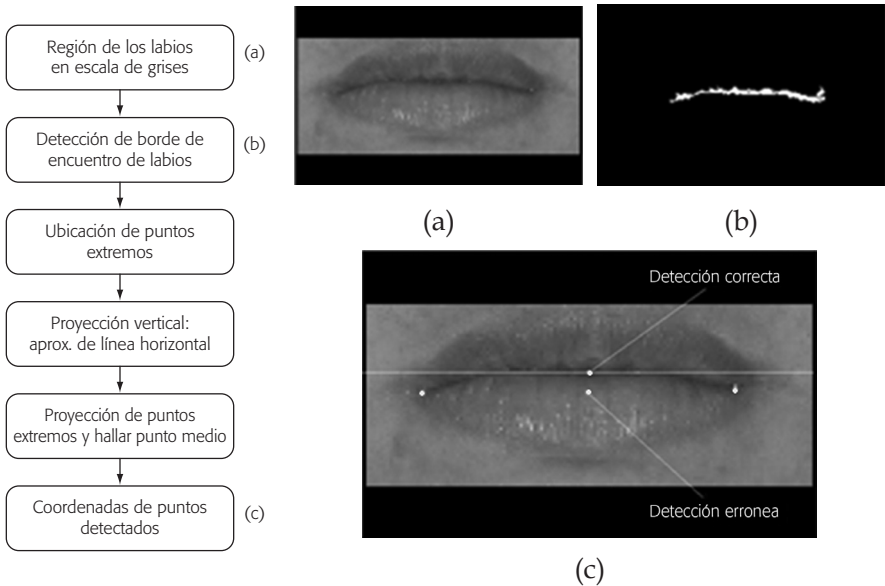 Región de los labios
en escala de grises
(a)
Detección de borde de
encuentro de labios
(b)
Ubicación de puntos
extremos
Proyección vertical:
aprox. de línea horizontal
Proyección de puntos
extremos y hallar punto medio
Coordenadas de puntos
detectados
(c)
(a)
(b)
Detección correcta
Detección erronea
(c)